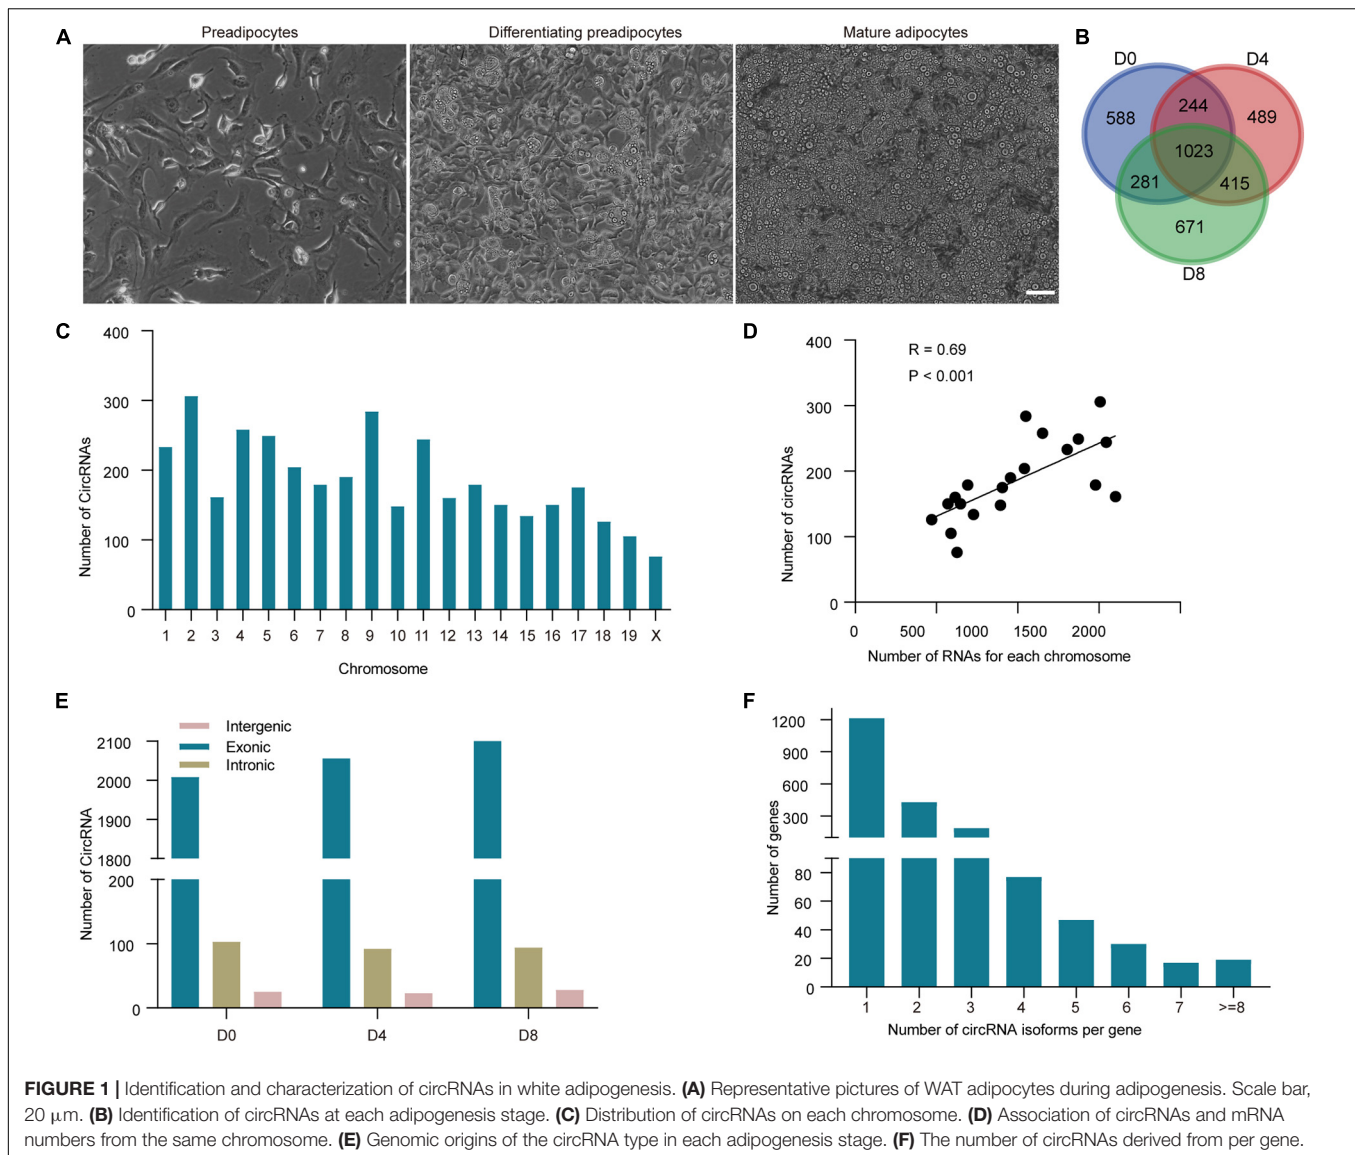 A
Preadipocytes
Differentiating preadipocytes
Mature adipocytes
B
D0
D4
588
244
489
1023
281
415
671
D8
C
400
300
200
100
0
Number of CircRNAs
1 2 3 4 5 6 7 8 9 10 11 12 13 14 15 16 17 18 19 X
Chromosome
D
R = 0.69
P < 0.001
400
300
200
100
0
Number of circRNAs
0 500 1000 1500 2000
Number of RNAs for each chromosome
E
Intergenic
Exonic
Intronic
2100
2000
1900
1800
200
100
0
Number of CircRNA
D0 D4 D8
F
1200
900
600
300
80
60
40
20
0
Number of genes
1 2 3 4 5 6 7 >=8
Number of circRNA isoforms per gene
FIGURE 1 | Identification and characterization of circRNAs in white adipogenesis. (A) Representative pictures of WAT adipocytes during adipogenesis. Scale bar,
20 μm. (B) Identification of circRNAs at each adipogenesis stage. (C) Distribution of circRNAs on each chromosome. (D) Association of circRNAs and mRNA
numbers from the same chromosome. (E) Genomic origins of the circRNA type in each adipogenesis stage. (F) The number of circRNAs derived from per gene.